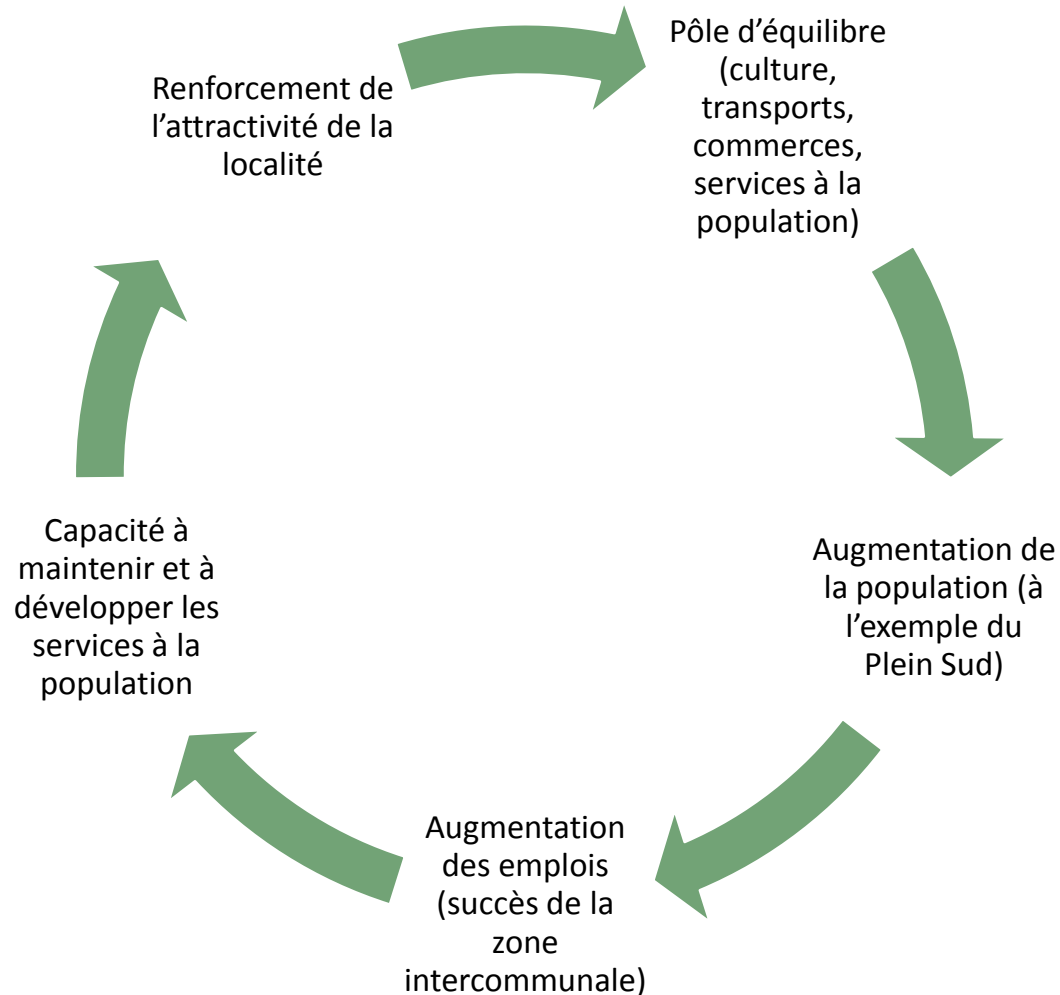 Renforcement de
l’attractivité de la
localité
Pôle d’équilibre
(culture,
transports,
commerces,
services à la
population)
Augmentation de
la population (à
l’exemple du
Plein Sud)
Augmentation
des emplois
(succès de la
zone
intercommunale)
Capacité à
maintenir et à
développer les
services à la
population